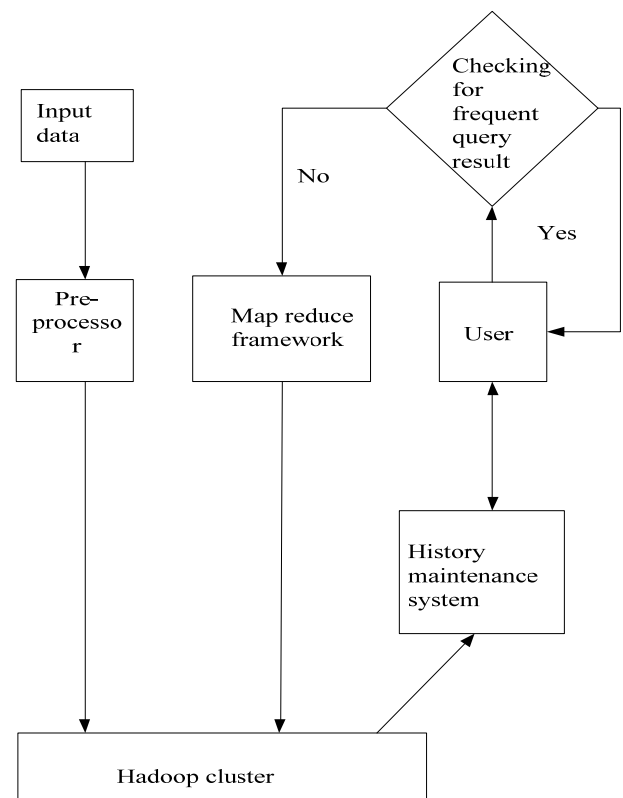 Checking
for
frequent
query
result
Input
data
No
Yes
Pre-
processo
r
Map reduce
framework
User
History
maintenance
system
Hadoop cluster